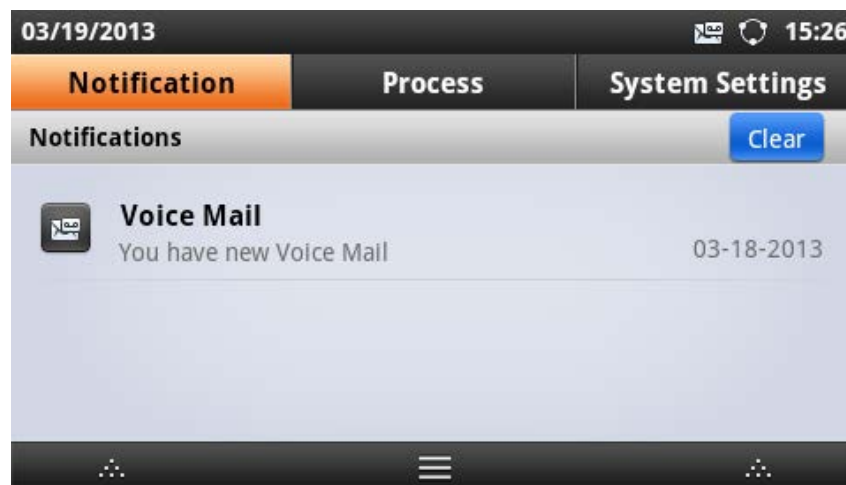 03/19/2013 15:26
Notification Process System Settings
Notifications Clear
Voice Mail
You have new Voice Mail 03-18-2013